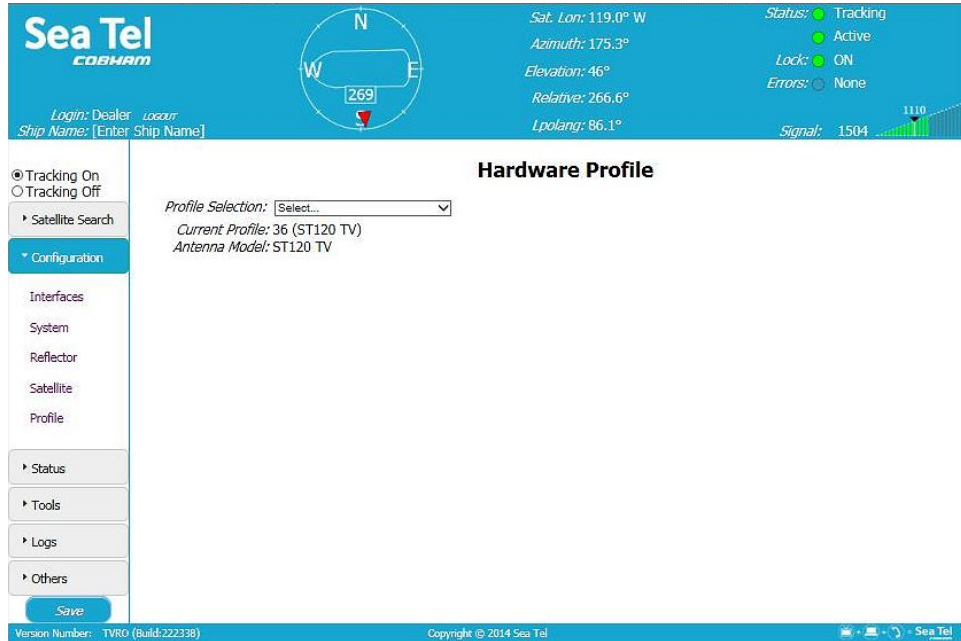 Sea Tel
COBHAM
Login: Dealer LOGOUT
Ship Name: [Enter Ship Name]
N
W E
269
S
Sat. Lon: 119.0° W
Azimuth: 175.3°
Elevation: 46°
Relative: 266.6°
Lpolang: 86.1°
Status: Tracking
Active
Lock: ON
Errors: None
1110
Signal: 1504
Tracking On
Tracking Off
Satellite Search
Configuration
Interfaces
System
Reflector
Satellite
Profile
Status
Tools
Logs
Others
Save
Hardware Profile
Profile Selection: Select...
Current Profile: 36 (ST120 TV)
Antenna Model: ST120 TV
Version Number: TVRO (Build:222338)
Copyright © 2014 Sea Tel
- Sea Tel